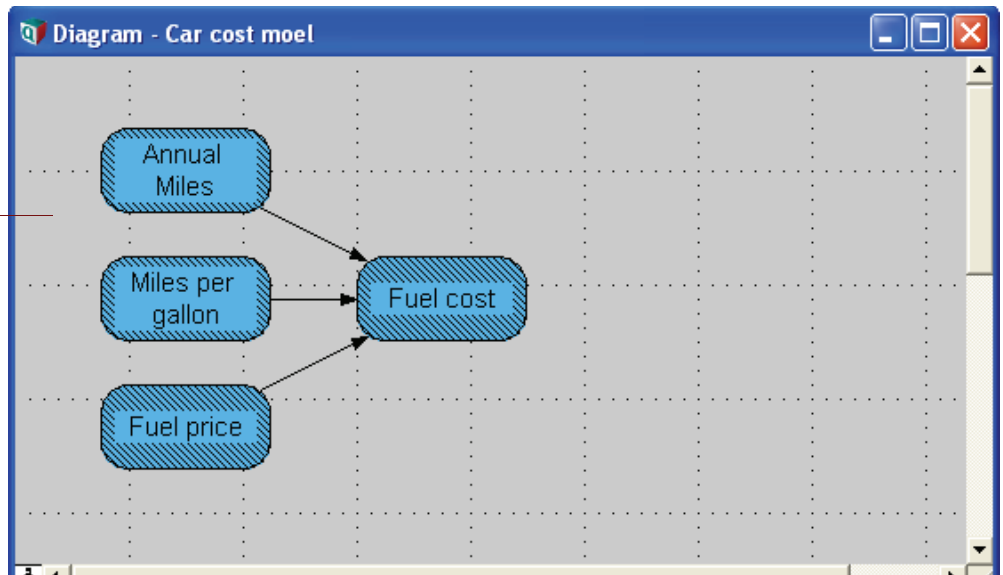 Diagram - Car cost moel
Annual
Miles
Miles per
gallon
Fuel cost
Fuel price